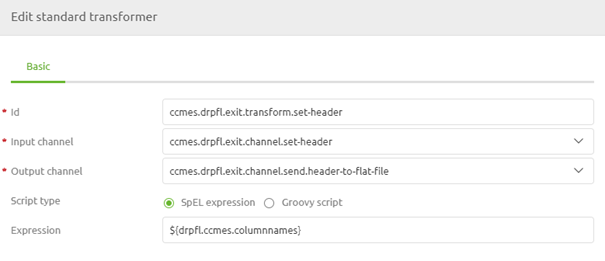 Edit standard transformer
Basic
* Id ccmes.drpfl.exit.transform.set-header
* Input channel ccmes.drpfl.exit.channel.set-header
* Output channel ccmes.drpfl.exit.channel.send.header-to-flat-file
Script type SpEL expression Groovy script
Expression ${drpfl.ccmes.columnnames}